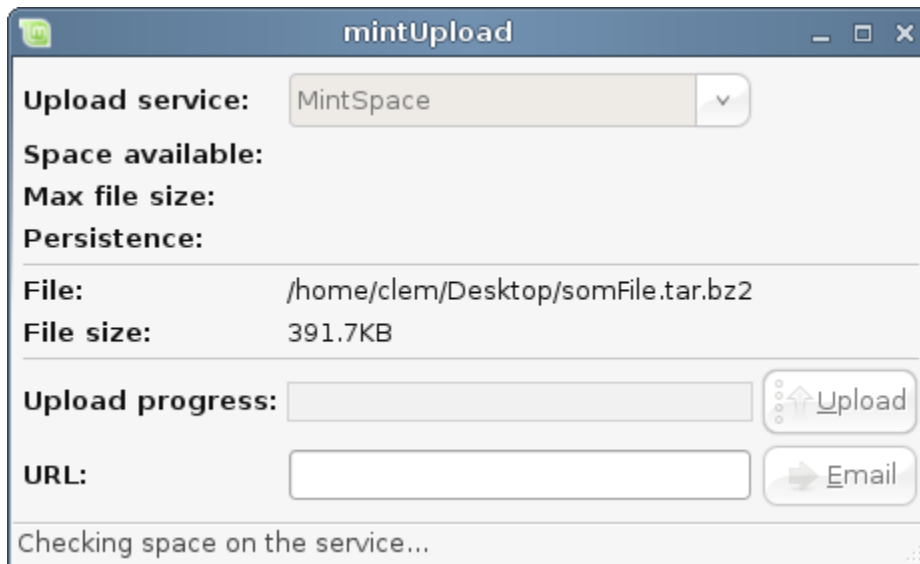 mintUpload
Upload service: MintSpace
Space available:
Max file size:
Persistence:
File: /home/clem/Desktop/somFile.tar.bz2
File size: 391.7KB
Upload progress: Upload
URL: Email
Checking space on the service...